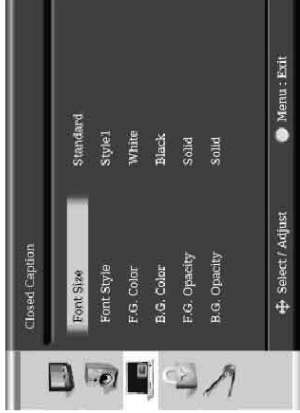 Closed Caption
Font Size Standard
Font Style Style1
F.G. Color White
B.G. Color Black
F.G. Opacity Solid
B.G. Opacity Solid
Select / Adjust Menu : Exit